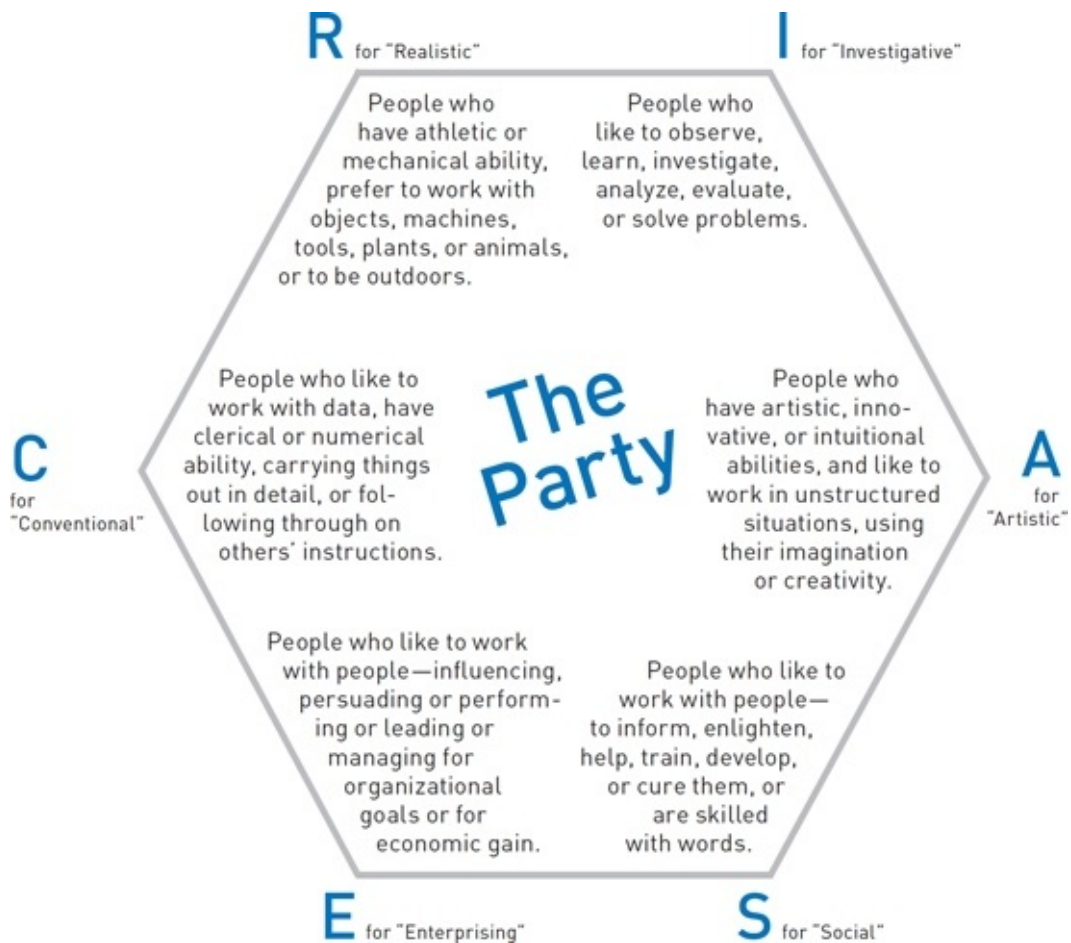 R for "Realistic"
I for "Investigative"
People who
have athletic or
mechanical ability,
prefer to work with
objects, machines,
tools, plants, or animals,
or to be outdoors.
People who
like to observe,
learn, investigate,
analyze, evaluate,
or solve problems.
C
for
"Conventional"
People who like to
work with data, have
clerical or numerical
ability, carrying things
out in detail, or fol-
lowing through on
others' instructions.
The
Party
People who
have artistic, inno-
vative, or intuitional
abilities, and like to
work in unstructured
situations, using
their imagination
or creativity.
A
for
"Artistic"
People who like to work
with people—influencing,
persuading or perform-
ing or leading or
managing for
organizational
goals or for
economic gain.
People who like to
work with people—
to inform, enlighten,
help, train, develop,
or cure them, or
are skilled
with words.
E for "Enterprising"
S for "Social"